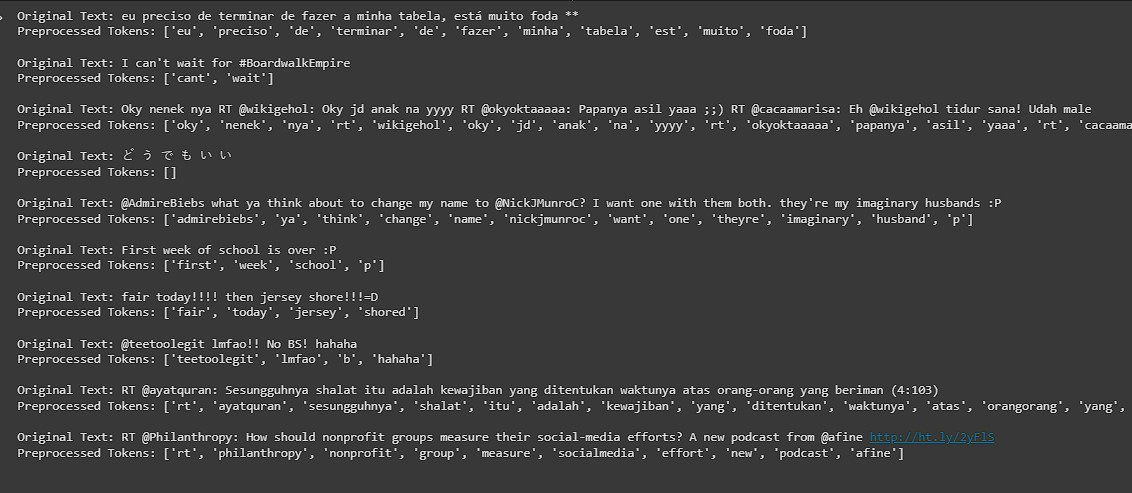 Original Text: eu preciso de terminar de fazer a minha tabela, está muito foda **
Preprocessed Tokens: ['eu', 'preciso', 'de', 'terminar', 'de', 'fazer', 'minha', 'tabela', 'est', 'muito', 'foda']
Original Text: I can't wait for #BoardwalkEmpire
Preprocessed Tokens: ['cant', 'wait']
Original Text: Oky nenek nya RT @wikigehol: Oky jd anak na yyyy RT @okyoktaaaaa: Papanya asil yaaa ;;) RT @cacaamarisa: Eh @wikigehol tidur sana! Udah male
Preprocessed Tokens: ['oky', 'nenek', 'nya', 'rt', 'wikigehol', 'oky', 'jd', 'anak', 'na', 'yyyy', 'rt', 'okyoktaaaaa', 'papanya', 'asil', 'yaaa', 'rt', 'cacaama
Original Text: ど う で も い い
Preprocessed Tokens: []
Original Text: @AdmireBiebs what ya think about to change my name to @NickJMunroC? I want one with them both. they're my imaginary husbands :P
Preprocessed Tokens: ['admirebiebs', 'ya', 'think', 'change', 'name', 'nickjmunroc', 'want', 'one', 'theyre', 'imaginary', 'husband', 'p']
Original Text: First week of school is over :P
Preprocessed Tokens: ['first', 'week', 'school', 'p']
Original Text: fair today!!!! then jersey shore!!!=D
Preprocessed Tokens: ['fair', 'today', 'jersey', 'shored']
Original Text: @teetoolegit lmfao!! No BS! hahaha
Preprocessed Tokens: ['teetoolegit', 'lmfao', 'b', 'hahaha']
Original Text: RT @ayatquran: Sesungguhnya shalat itu adalah kewajiban yang ditentukan waktunya atas orang-orang yang beriman (4:103)
Preprocessed Tokens: ['rt', 'ayatquran', 'sesungguhnya', 'shalat', 'itu', 'adalah', 'kewajiban', 'yang', 'ditentukan', 'waktunya', 'atas', 'orangorang', 'yang',
Original Text: RT @Philanthropy: How should nonprofit groups measure their social-media efforts? A new podcast from @afine http://ht.ly/2yFlS
Preprocessed Tokens: ['rt', 'philanthropy', 'nonprofit', 'group', 'measure', 'socialmedia', 'effort', 'new', 'podcast', 'afine']